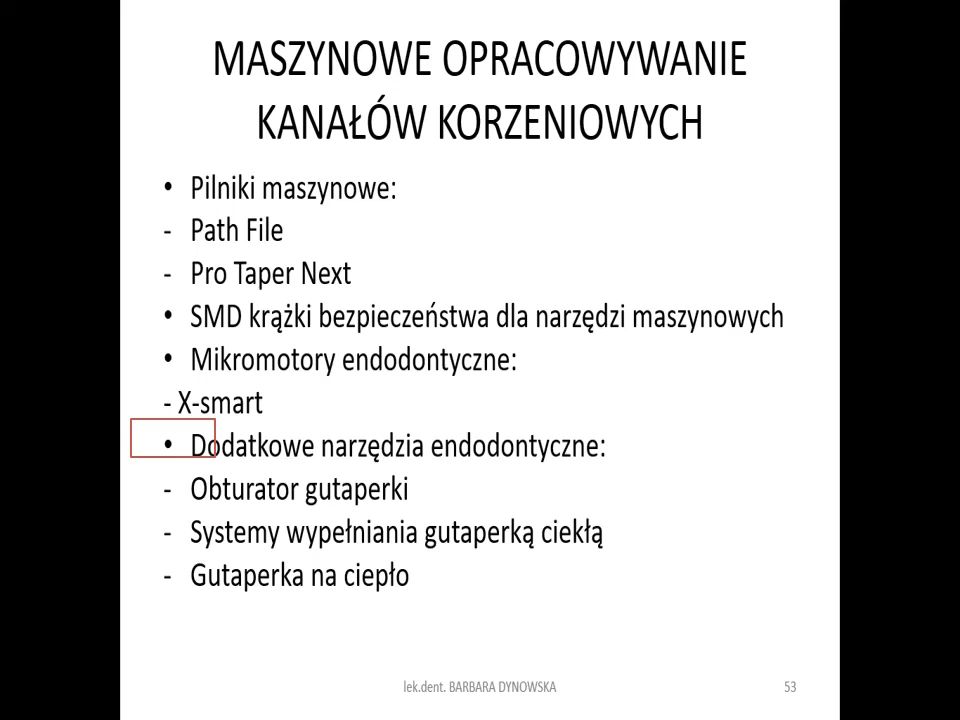 MASZYNOWE OPRACOWYWANIE
KANAŁÓW KORZENIOWYCH
• Pilniki maszynowe:
- Path File
- Pro Taper Next
• SMD krążki bezpieczeństwa dla narzędzi maszynowych
• Mikromotory endodontyczne:
- X-smart
• Dodatkowe narzędzia endodontyczne:
- Obturator gutaperki
- Systemy wypełniania gutaperką ciekłą
- Gutaperka na ciepło
lek.dent. BARBARA DYNOWSKA
53